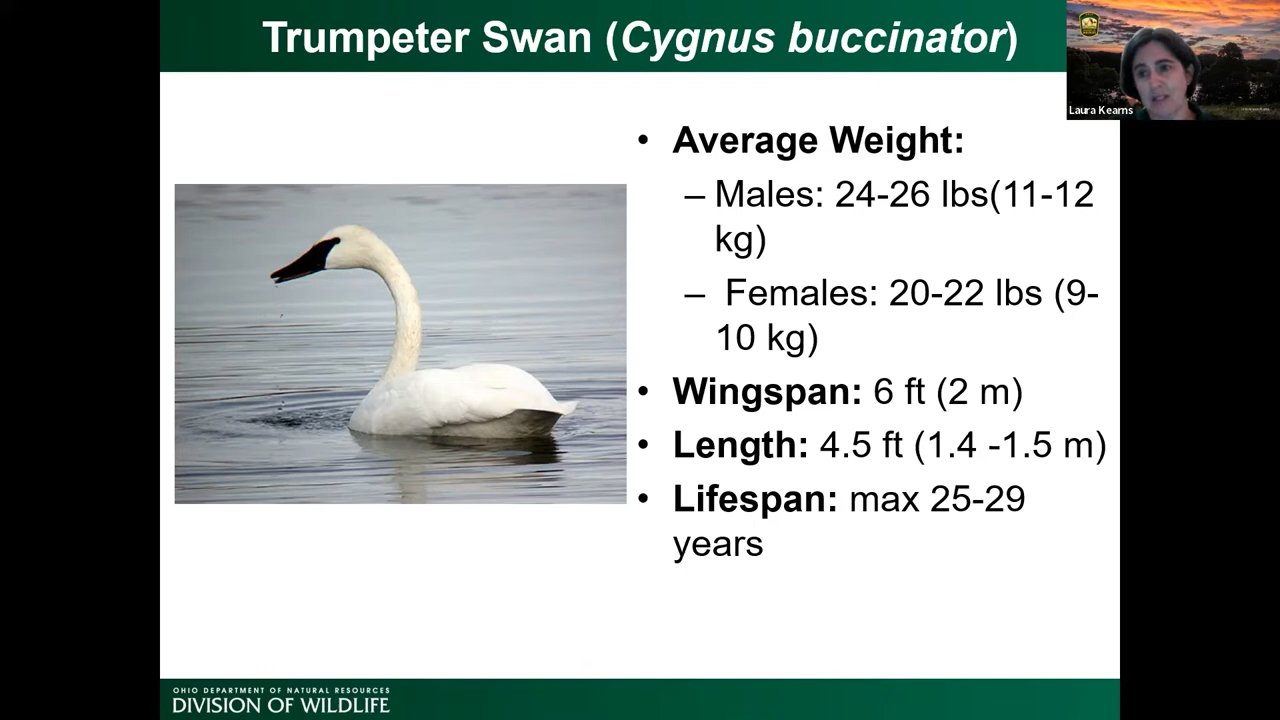 Trumpeter Swan (Cygnus buccinator)
Laura Kearns
• Average Weight:
– Males: 24-26 lbs(11-12
kg)
– Females: 20-22 lbs (9-
10 kg)
• Wingspan: 6 ft (2 m)
• Length: 4.5 ft (1.4 -1.5 m)
• Lifespan: max 25-29
years
OHIO DEPARTMENT OF NATURAL RESOURCES
DIVISION OF WILDLIFE